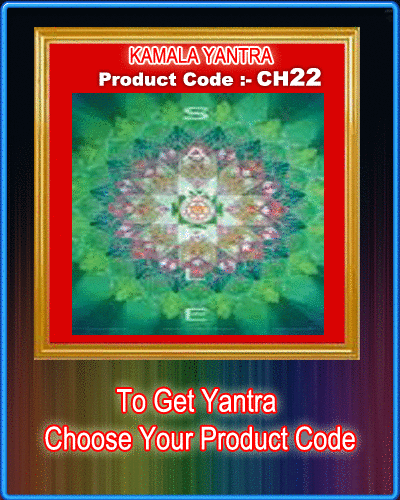 KAMALA YANTRA
Product Code :- CH22
S
A
L
E
To Get Yantra
Choose Your Product Code